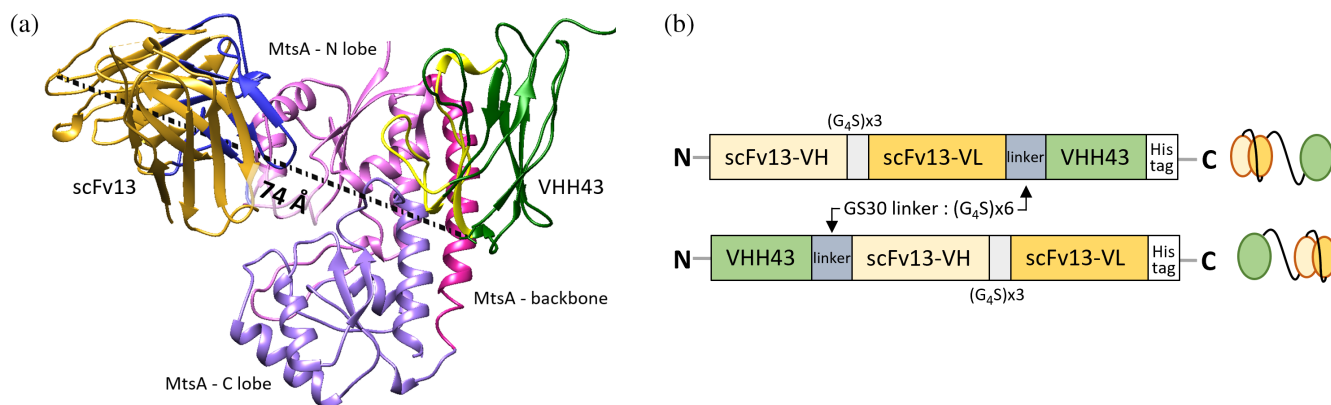 (a)
MtsA - N lobe
scFv13
74 Å
VHH43
MtsA - backbone
MtsA - C lobe
(b)
(G₄S)x3
N scFv13-VH scFv13-VL linker VHH43 His tag C
GS30 linker : (G₄S)x6
N VHH43 linker scFv13-VH scFv13-VL His tag C
(G₄S)x3